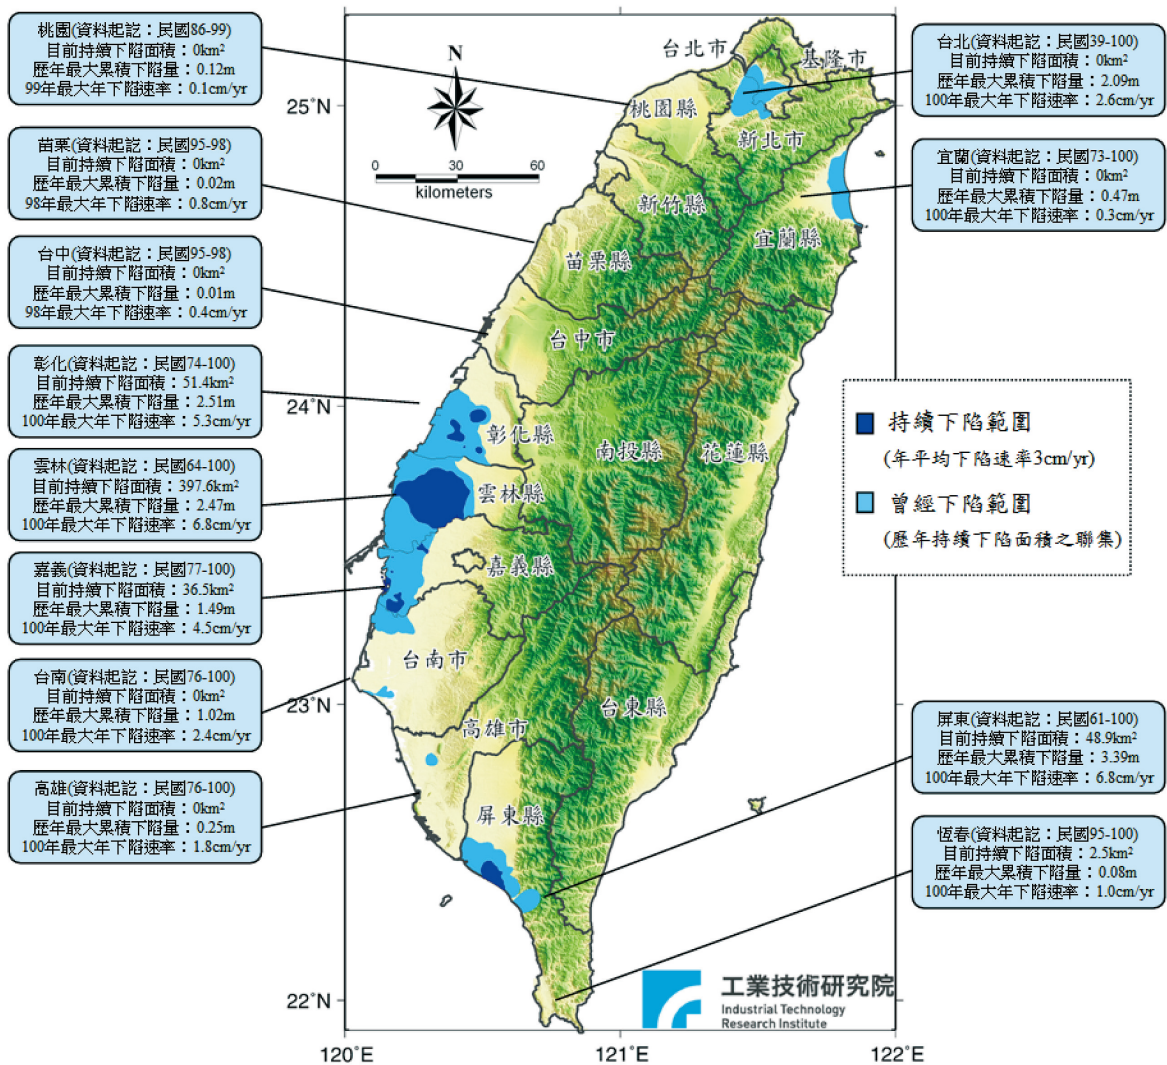 桃園(資料起訖：民國86-99)
目前持續下陷面積：0km²
歷年最大累積下陷量：0.12m
99年最大年下陷速率：0.1cm/yr
苗栗(資料起訖：民國95-98)
目前持續下陷面積：0km²
歷年最大累積下陷量：0.02m
98年最大年下陷速率：0.8cm/yr
台中(資料起訖：民國95-98)
目前持續下陷面積：0km²
歷年最大累積下陷量：0.01m
98年最大年下陷速率：0.4cm/yr
彰化(資料起訖：民國74-100)
目前持續下陷面積：51.4km²
歷年最大累積下陷量：2.51m
100年最大年下陷速率：5.3cm/yr
雲林(資料起訖：民國64-100)
目前持續下陷面積：397.6km²
歷年最大累積下陷量：2.47m
100年最大年下陷速率：6.8cm/yr
嘉義(資料起訖：民國77-100)
目前持續下陷面積：36.5km²
歷年最大累積下陷量：1.49m
100年最大年下陷速率：4.5cm/yr
台南(資料起訖：民國76-100)
目前持續下陷面積：0km²
歷年最大累積下陷量：1.02m
100年最大年下陷速率：2.4cm/yr
高雄(資料起訖：民國76-100)
目前持續下陷面積：0km²
歷年最大累積下陷量：0.25m
100年最大年下陷速率：1.8cm/yr
N
0 30 60
kilometers
25°N
24°N
23°N
22°N
120°E
121°E
122°E
台北市
基隆市
桃園縣
新北市
新竹縣
宜蘭縣
苗栗縣
台中市
彰化縣
南投縣
花蓮縣
雲林縣
嘉義縣
台南市
台東縣
高雄市
屏東縣
台北(資料起訖：民國39-100)
目前持續下陷面積：0km²
歷年最大累積下陷量：2.09m
100年最大年下陷速率：2.6cm/yr
宜蘭(資料起訖：民國73-100)
目前持續下陷面積：0km²
歷年最大累積下陷量：0.47m
100年最大年下陷速率：0.3cm/yr
持續下陷範圍
(年平均下陷速率3cm/yr)
曾經下陷範圍
(歷年持續下陷面積之聯集)
屏東(資料起訖：民國61-100)
目前持續下陷面積：48.9km²
歷年最大累積下陷量：3.39m
100年最大年下陷速率：6.8cm/yr
恆春(資料起訖：民國95-100)
目前持續下陷面積：2.5km²
歷年最大累積下陷量：0.08m
100年最大年下陷速率：1.0cm/yr
工業技術研究院
Industrial Technology
Research Institute